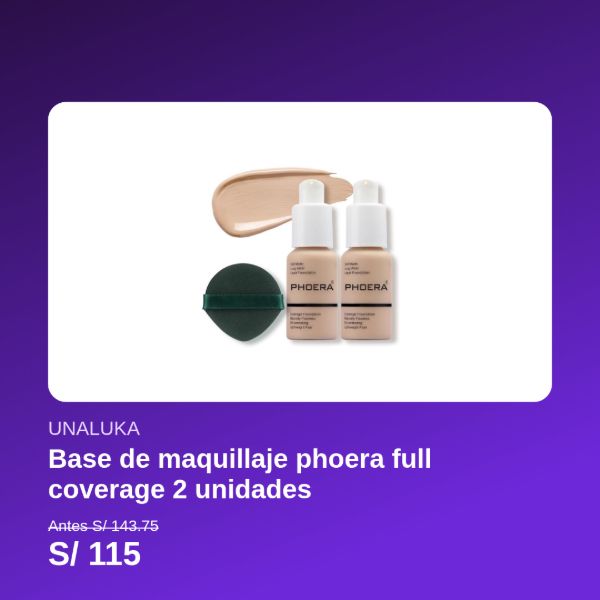 PHOERA
PHOERA
UNALUKA
Base de maquillaje phoera full
coverage 2 unidades
Antes S/ 143.75
S/ 115